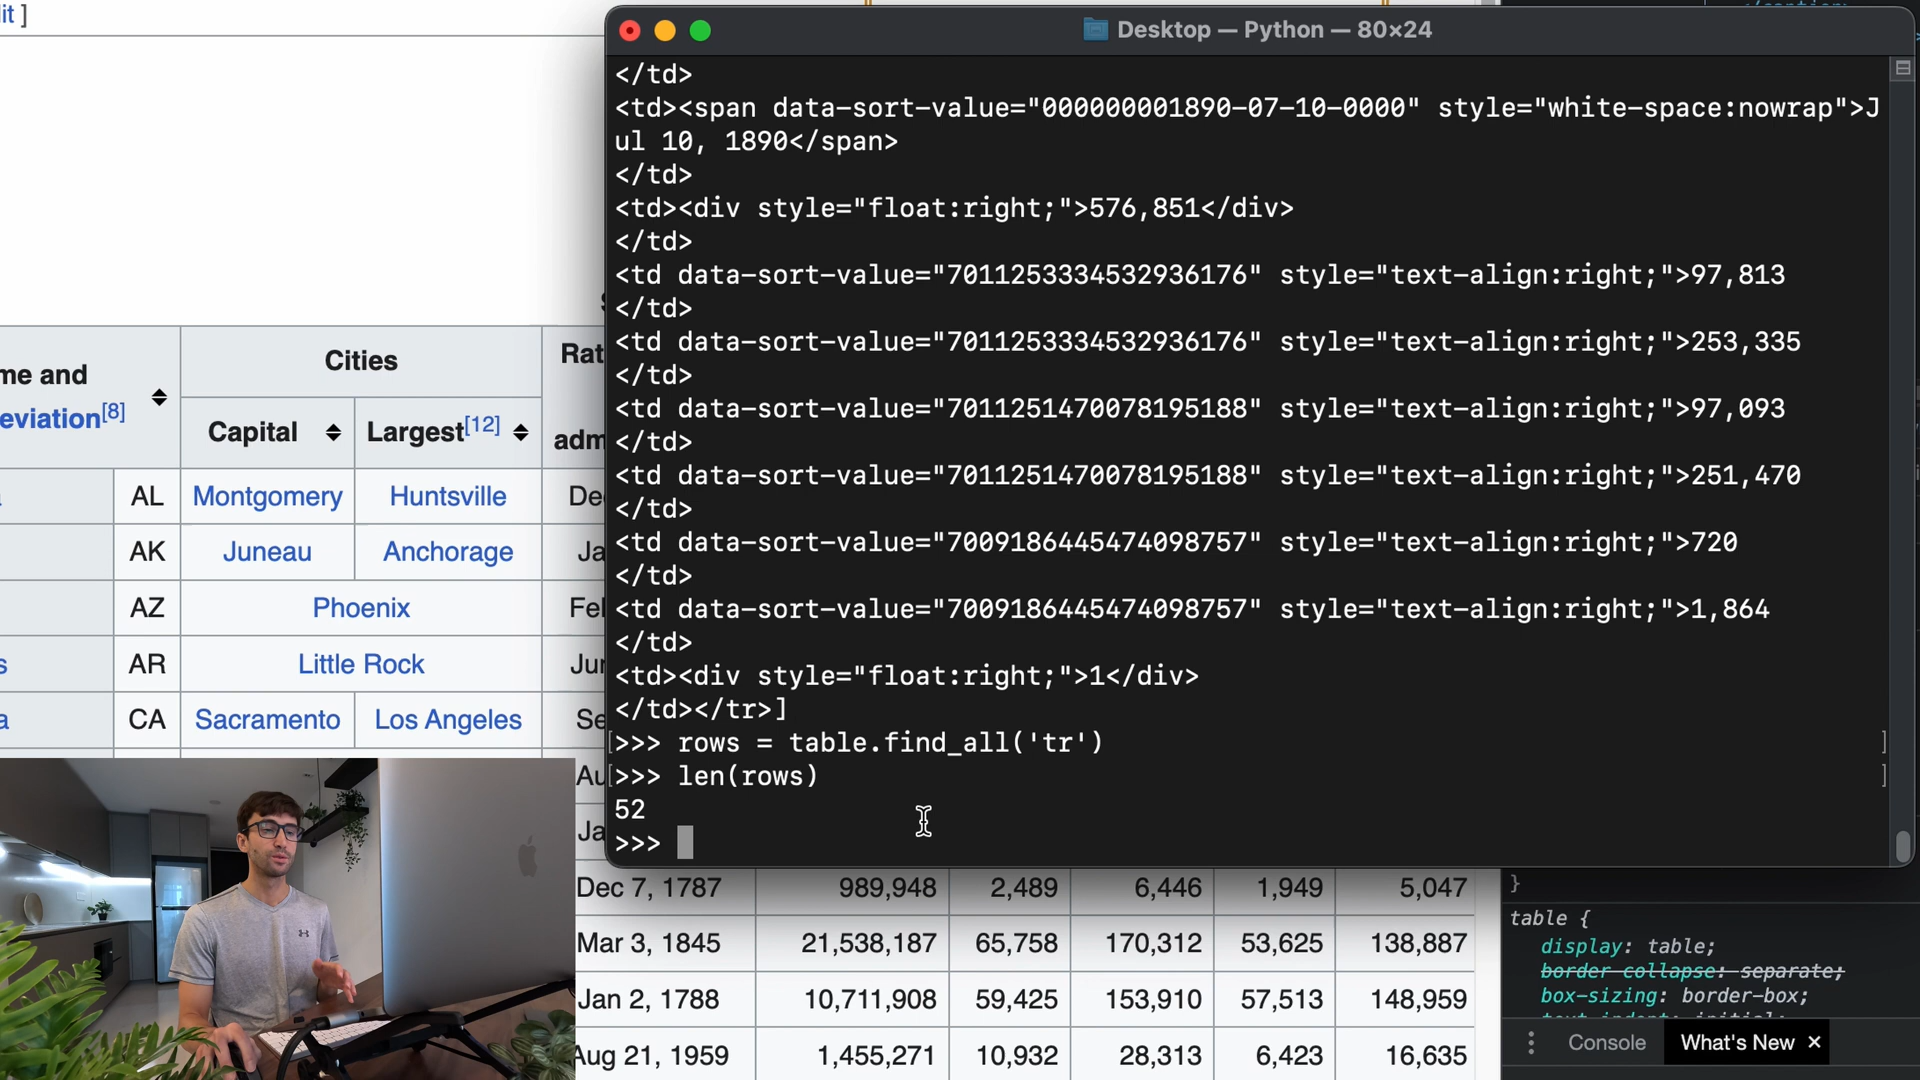 it ]
me and
eviation[8]
Cities
Rat
Capital
Largest[12]
adm
AL
Montgomery
Huntsville
De
AK
Juneau
Anchorage
Ja
AZ
Phoenix
Fe
s
AR
Little Rock
Jur
a
CA
Sacramento
Los Angeles
Se
Au
Ja
Desktop — Python — 80×24
</td>
<td><span data-sort-value="000000001890-07-10-0000" style="white-space:nowrap">J
ul 10, 1890</span>
</td>
<td><div style="float:right;">576,851</div>
</td>
<td data-sort-value="7011253334532936176" style="text-align:right;">97,813
</td>
<td data-sort-value="7011253334532936176" style="text-align:right;">253,335
</td>
<td data-sort-value="7011251470078195188" style="text-align:right;">97,093
</td>
<td data-sort-value="7011251470078195188" style="text-align:right;">251,470
</td>
<td data-sort-value="7009186445474098757" style="text-align:right;">720
</td>
<td data-sort-value="7009186445474098757" style="text-align:right;">1,864
</td>
<td><div style="float:right;">1</div>
</td></tr>]
[>>> rows = table.find_all('tr') ]
[>>> len(rows) ]
52
>>>
Dec 7, 1787 989,948 2,489 6,446 1,949 5,047
Mar 3, 1845 21,538,187 65,758 170,312 53,625 138,887
Jan 2, 1788 10,711,908 59,425 153,910 57,513 148,959
Aug 21, 1959 1,455,271 10,932 28,313 6,423 16,635
}
table {
display: table;
border-collapse: separate;
box-sizing: border-box;
text-indent: initial;
Console
What's New ×